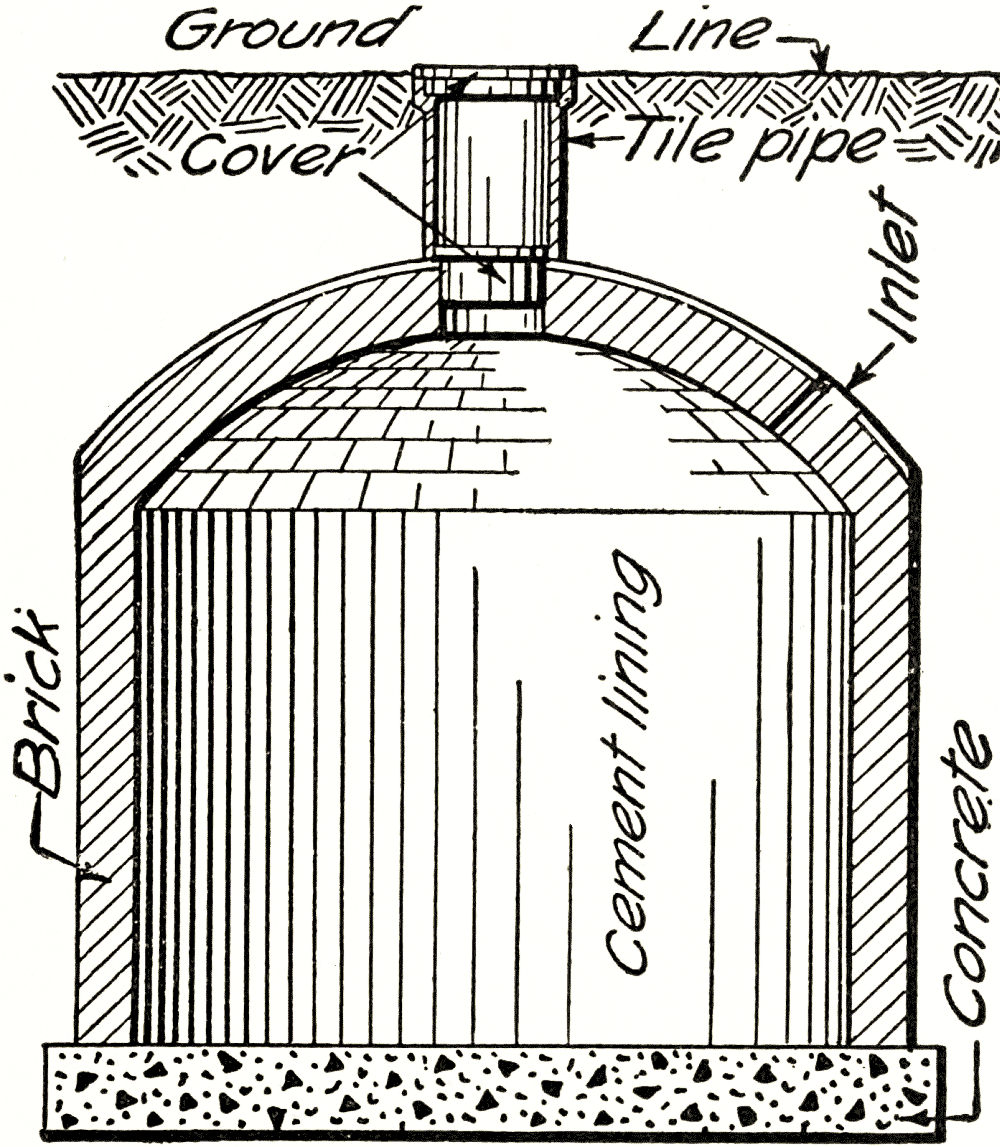 Ground Line
Cover
Tile pipe
Inlet
Brick
Cement lining
Concrete